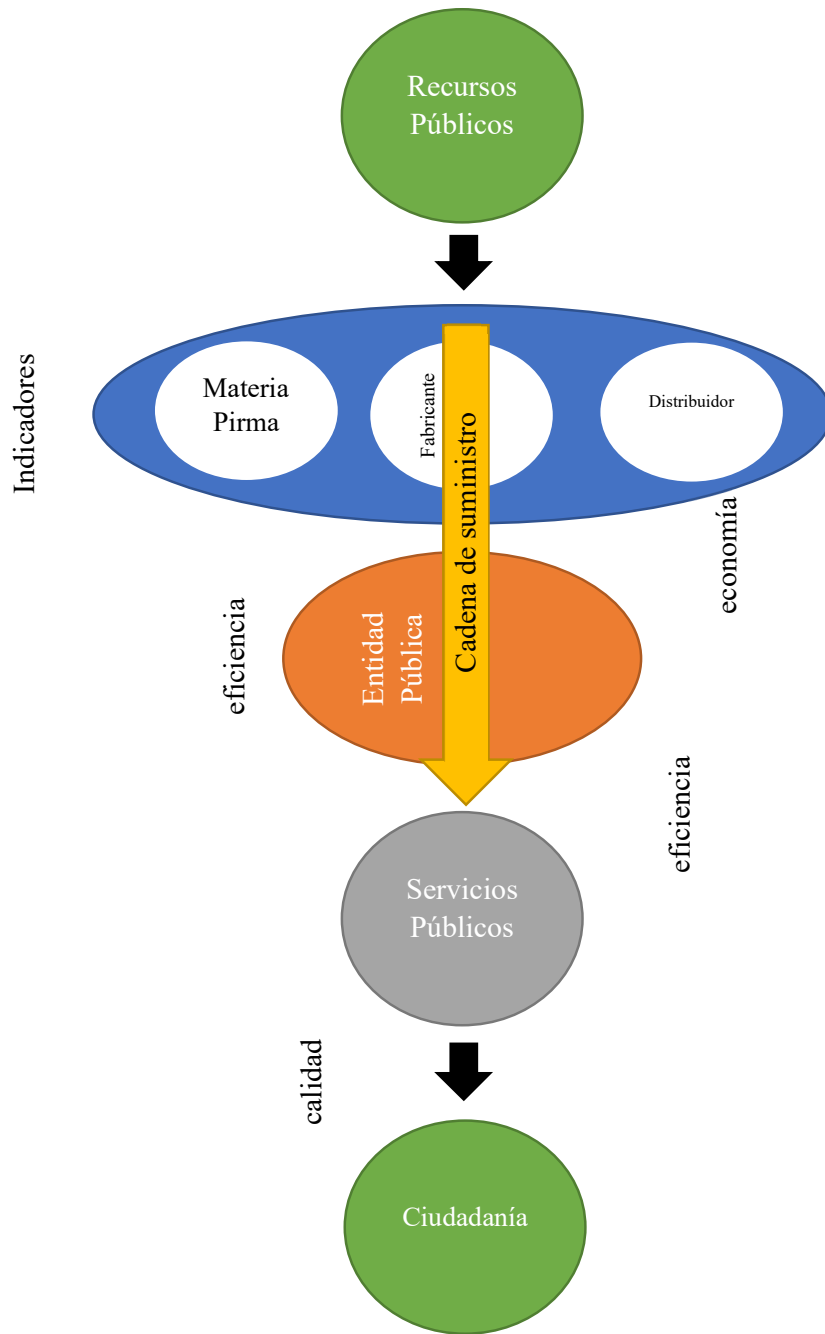 Recursos
Públicos
Indicadores
Materia
Pirma
Fabricante
Distribuidor
Cadena de suministro
economía
eficiencia
Entidad
Pública
eficiencia
Servicios
Públicos
calidad
Ciudadanía